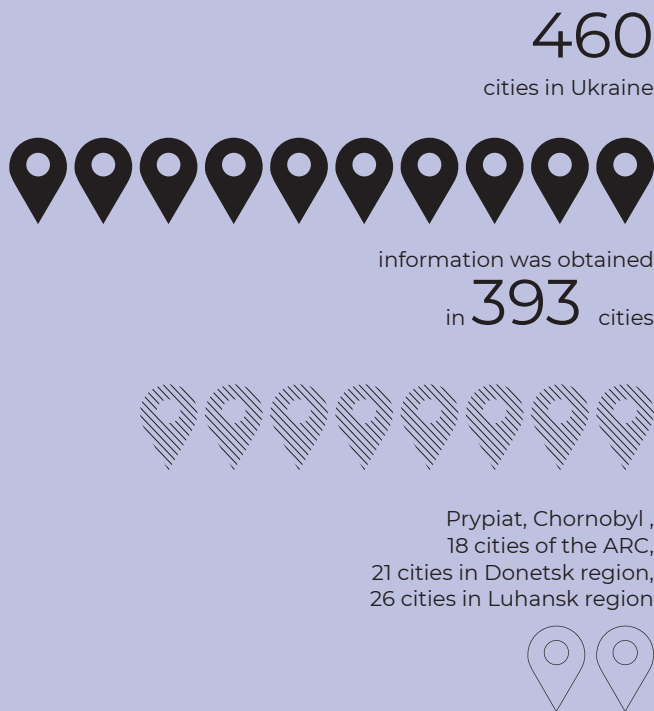 460
cities in Ukraine
information was obtained
in 393 cities
Prypiat, Chornobyl ,
18 cities of the ARC,
21 cities in Donetsk region,
26 cities in Luhansk region